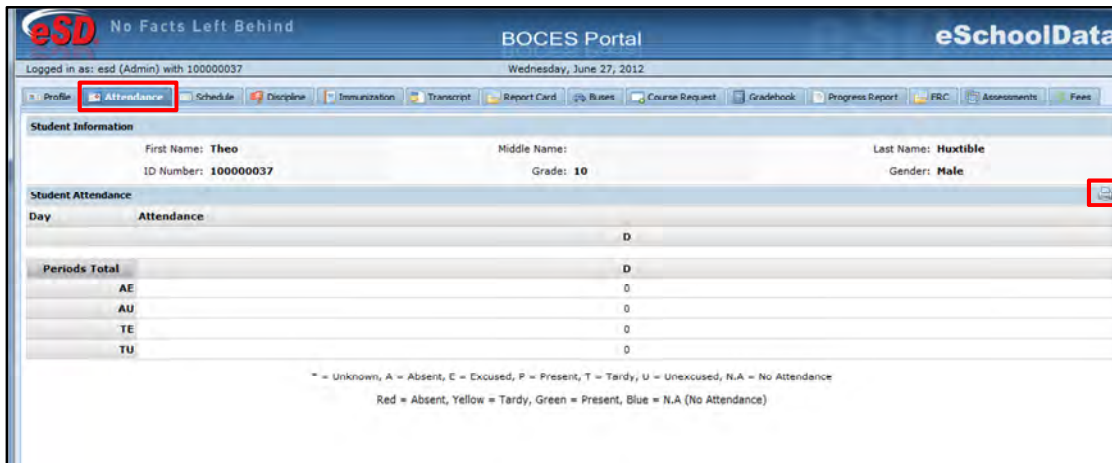 eSD No Facts Left Behind BOCES Portal eSchoolData
Logged in as: esd (Admin) with 100000037 Wednesday, June 27, 2012
Profile Attendance Schedule Discipline Immunization Transcript Report Card Buses Course Request Gradebook Progress Report ERC Assessments Fees
Student Information
First Name: Theo Middle Name: Last Name: Huxtible
ID Number: 100000037 Grade: 10 Gender: Male
Student Attendance
Day Attendance
D
Periods Total D
AE 0
AU 0
TE 0
TU 0
* = Unknown, A = Absent, E = Excused, P = Present, T = Tardy, U = Unexcused, N.A = No Attendance
Red = Absent, Yellow = Tardy, Green = Present, Blue = N.A (No Attendance)